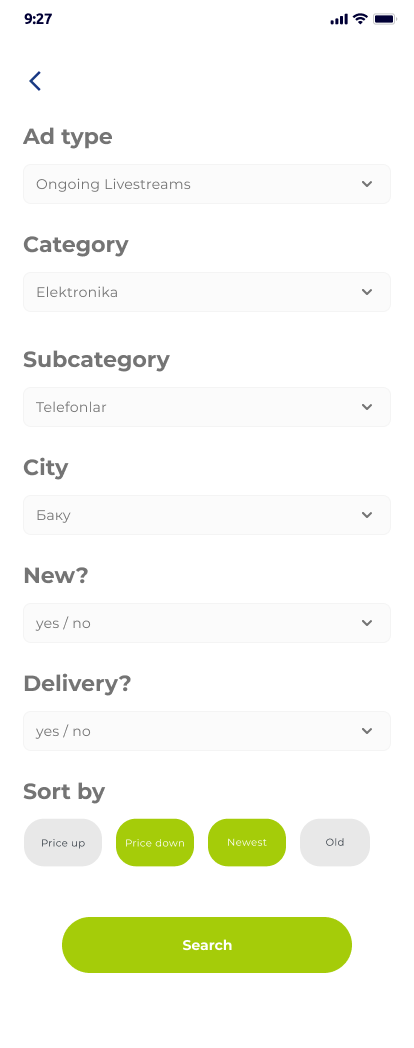 9:27
Ad type
Ongoing Livestreams
Category
Elektronika
Subcategory
Telefonlar
City
Баку
New?
yes / no
Delivery?
yes / no
Sort by
Price up Price down Newest Old
Search